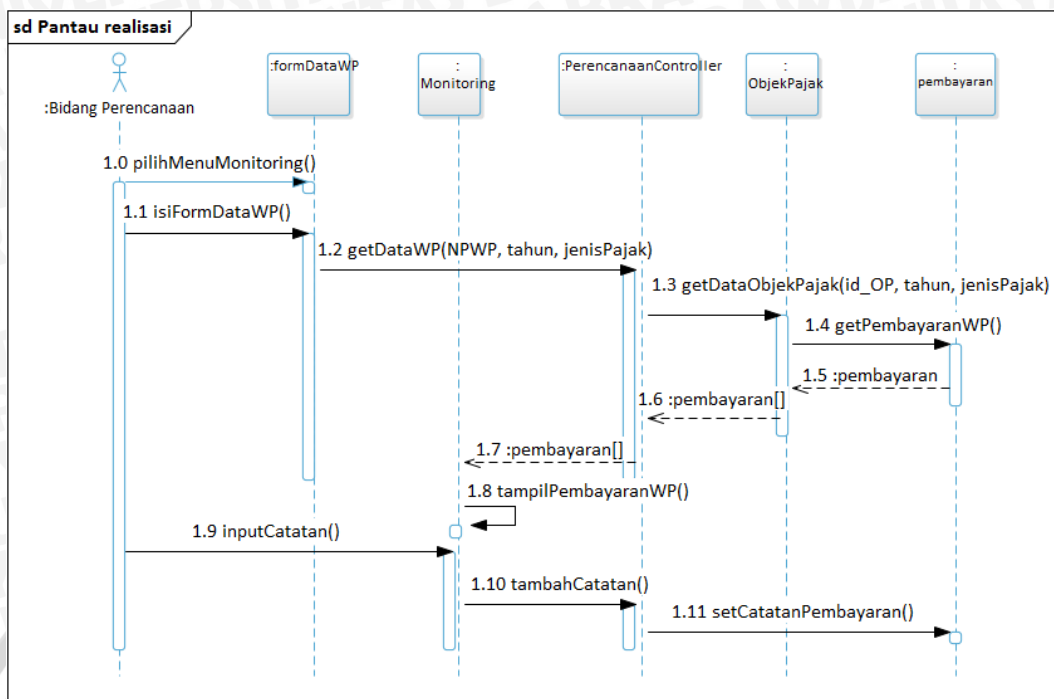 sd Pantau realisasi
:formDataWP
:
Monitoring
:PerencanaanController
:
ObjekPajak
:
pembayaran
:Bidang Perencanaan
1.0 pilihMenuMonitoring()
1.1 isiFormDataWP()
1.2 getDataWP(NPWP, tahun, jenisPajak)
1.3 getDataObjekPajak(id_OP, tahun, jenisPajak)
1.4 getPembayaranWP()
1.5 :pembayaran
1.6 :pembayaran[]
1.7 :pembayaran[]
1.8 tampilPembayaranWP()
1.9 inputCatatan()
1.10 tambahCatatan()
1.11 setCatatanPembayaran()